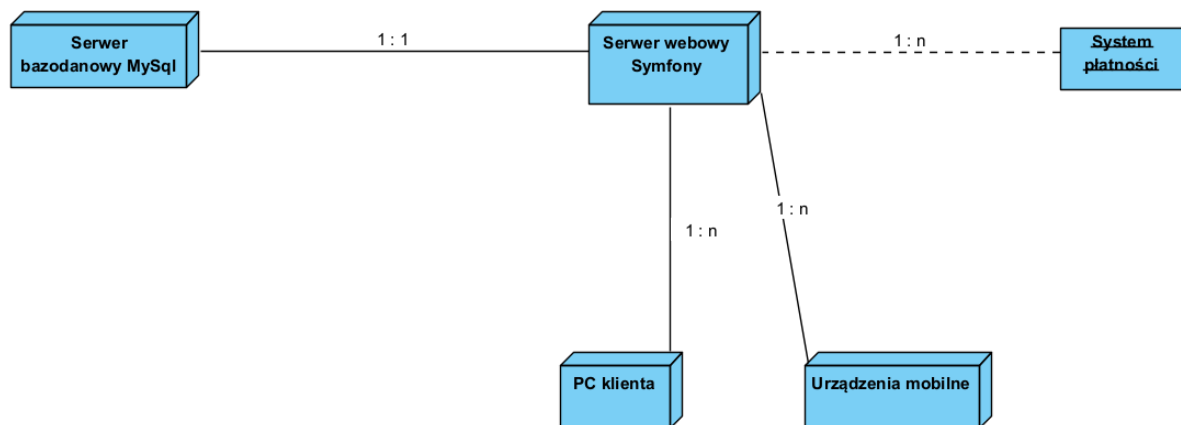 Serwer
bazodanowy MySql
1 : 1
Serwer webowy
Symfony
1 : n
System
płatności
1 : n
1 : n
PC klienta
Urządzenia mobilne